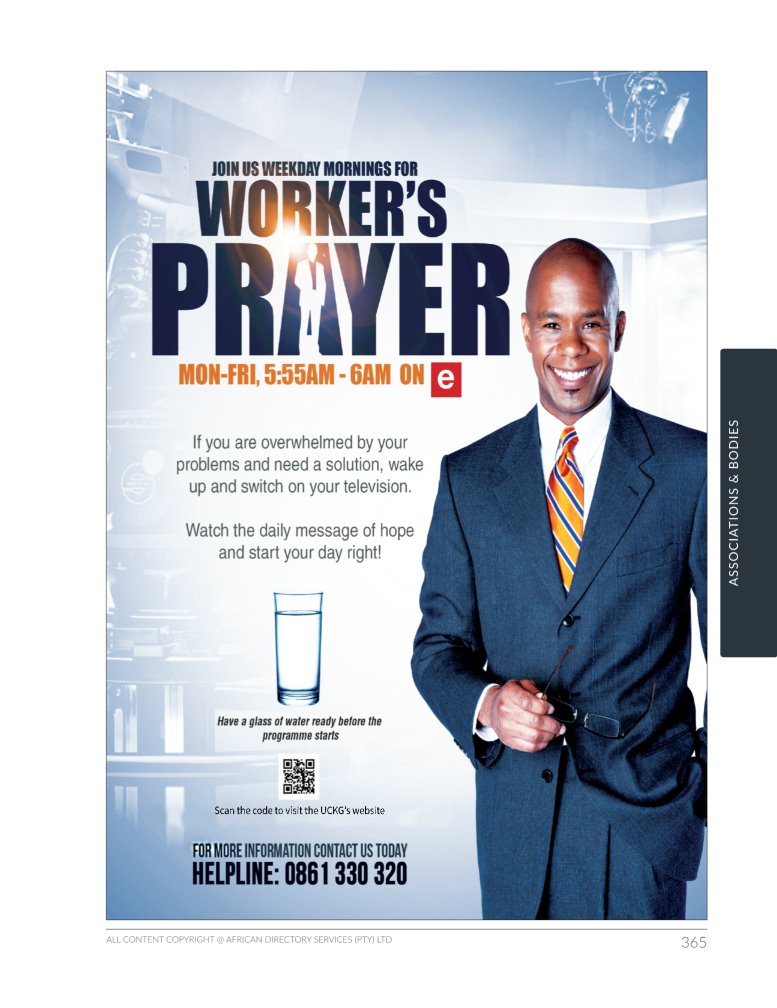 JOIN US WEEKDAY MORNINGS FOR
WORKER'S
PRAYER
MON-FRI, 5:55AM - 6AM ON e
If you are overwhelmed by your
problems and need a solution, wake
up and switch on your television.
Watch the daily message of hope
and start your day right!
Have a glass of water ready before the
programme starts
Scan the code to visit the UCKG's website
FOR MORE INFORMATION CONTACT US TODAY
HELPLINE: 0861 330 320
ASSOCIATIONS & BODIES
ALL CONTENT COPYRIGHT @ AFRICAN DIRECTORY SERVICES (PTY) LTD
365